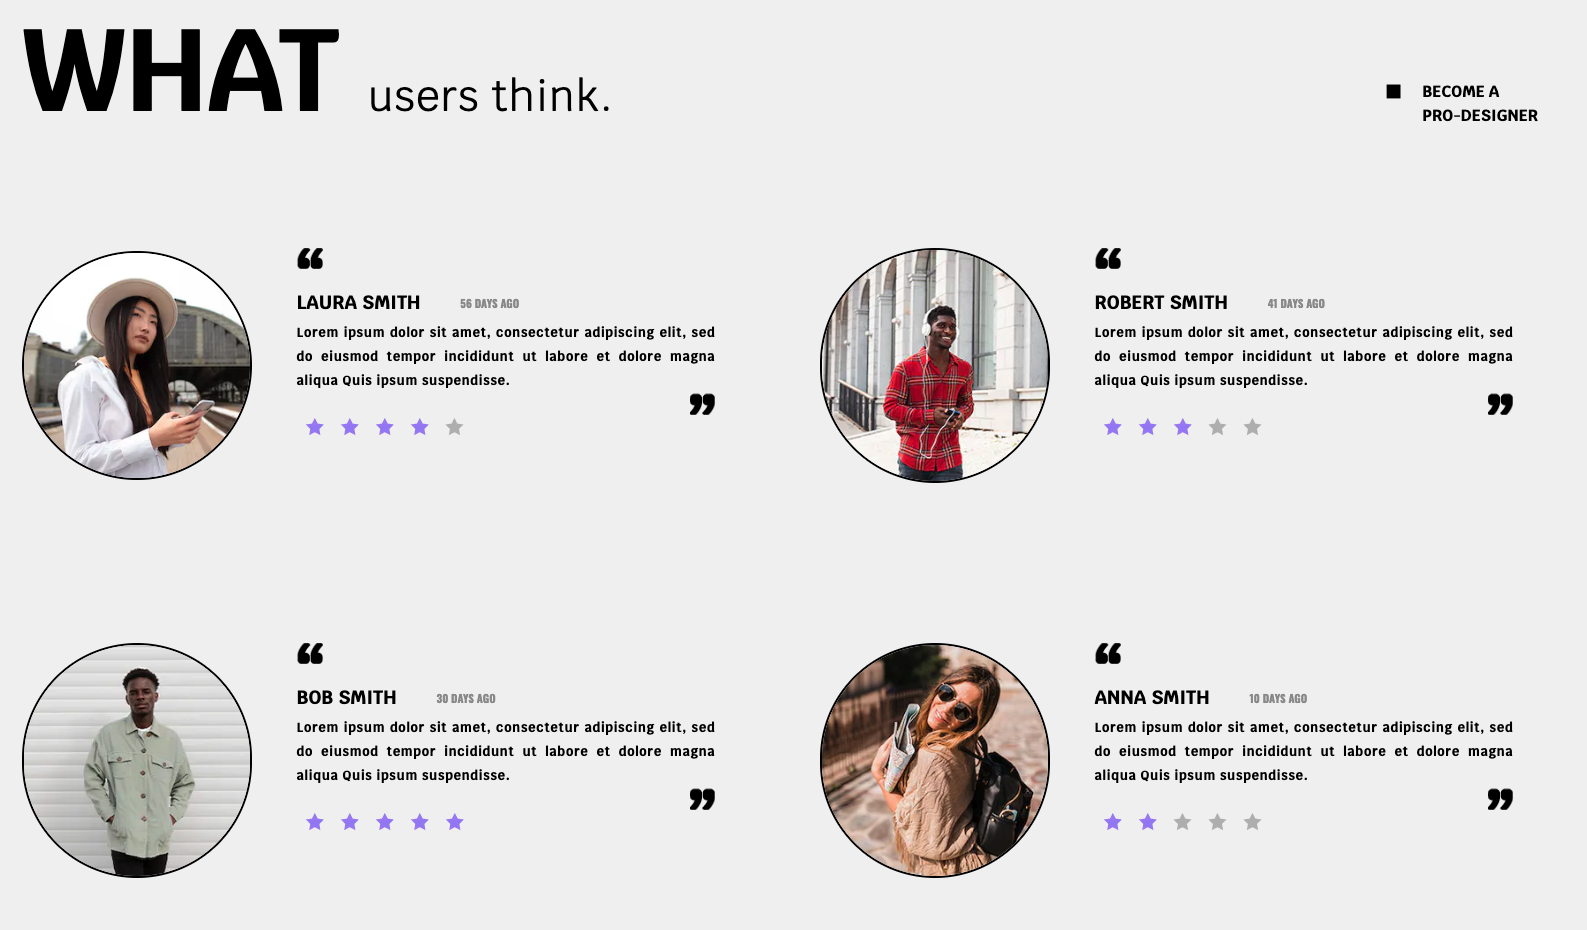 WHAT users think.
BECOME A
PRO-DESIGNER
“
LAURA SMITH 56 DAYS AGO
Lorem ipsum dolor sit amet, consectetur adipiscing elit, sed
do eiusmod tempor incididunt ut labore et dolore magna
aliqua Quis ipsum suspendisse.
”
“
ROBERT SMITH 41 DAYS AGO
Lorem ipsum dolor sit amet, consectetur adipiscing elit, sed
do eiusmod tempor incididunt ut labore et dolore magna
aliqua Quis ipsum suspendisse.
”
“
BOB SMITH 30 DAYS AGO
Lorem ipsum dolor sit amet, consectetur adipiscing elit, sed
do eiusmod tempor incididunt ut labore et dolore magna
aliqua Quis ipsum suspendisse.
”
“
ANNA SMITH 10 DAYS AGO
Lorem ipsum dolor sit amet, consectetur adipiscing elit, sed
do eiusmod tempor incididunt ut labore et dolore magna
aliqua Quis ipsum suspendisse.
”